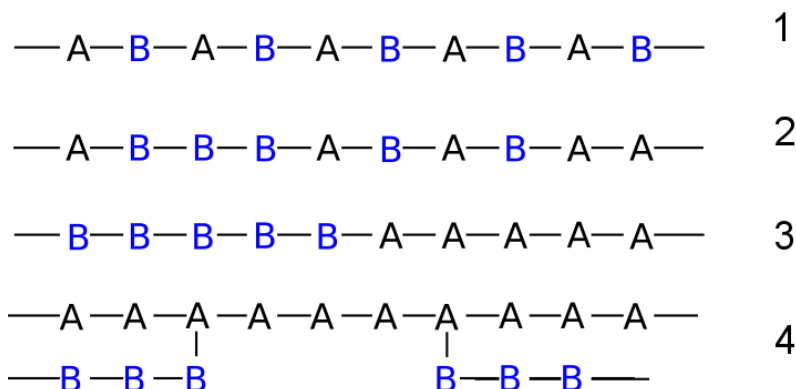 A B A B A B A B A B 1
A B B B A B A B A A 2
B B B B B A A A A A 3
A A A A A A A A A A 4
B B B B B B